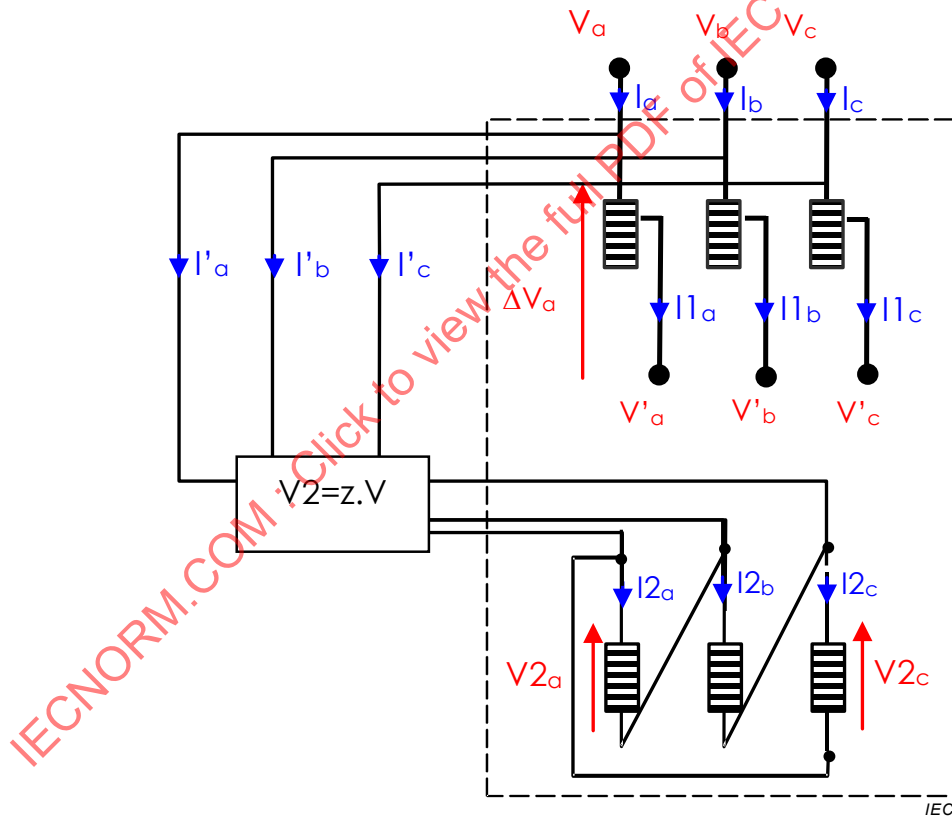 Va Vb Vc
Ia Ib Ic
I'a I'b I'c
ΔVa
I1a I1b I1c
V'a V'b V'c
V2=z.V
I2a I2b I2c
V2a V2c
IECNORM.COM : Click to view the full PDF of IEC
IEC